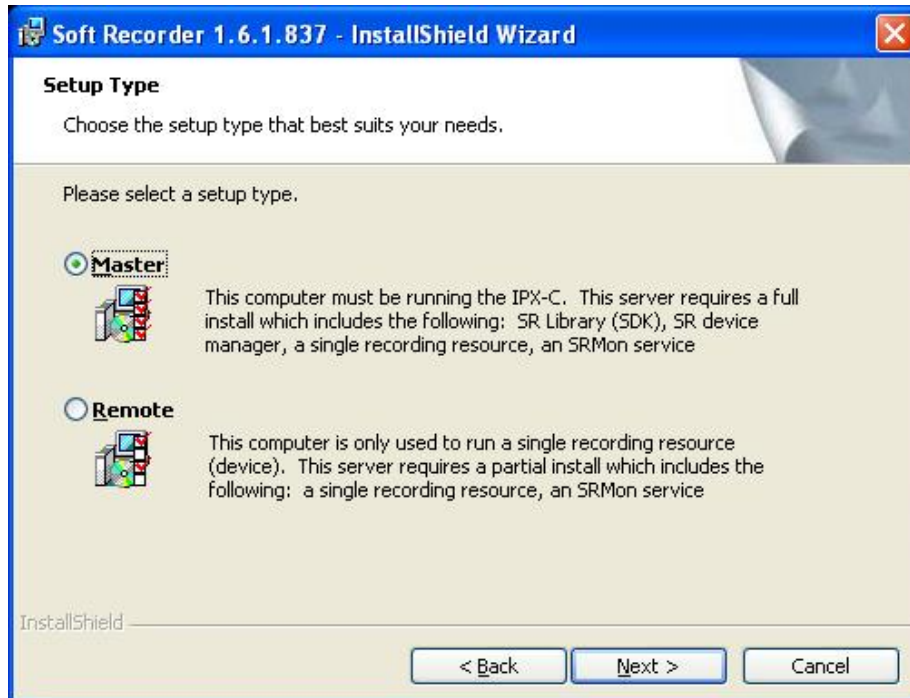 Soft Recorder 1.6.1.837 - InstallShield Wizard
Setup Type
Choose the setup type that best suits your needs.
Please select a setup type.
Master
This computer must be running the IPX-C. This server requires a full
install which includes the following: SR Library (SDK), SR device
manager, a single recording resource, an SRMon service
Remote
This computer is only used to run a single recording resource
(device). This server requires a partial install which includes the
following: a single recording resource, an SRMon service
InstallShield
< Back
Next >
Cancel